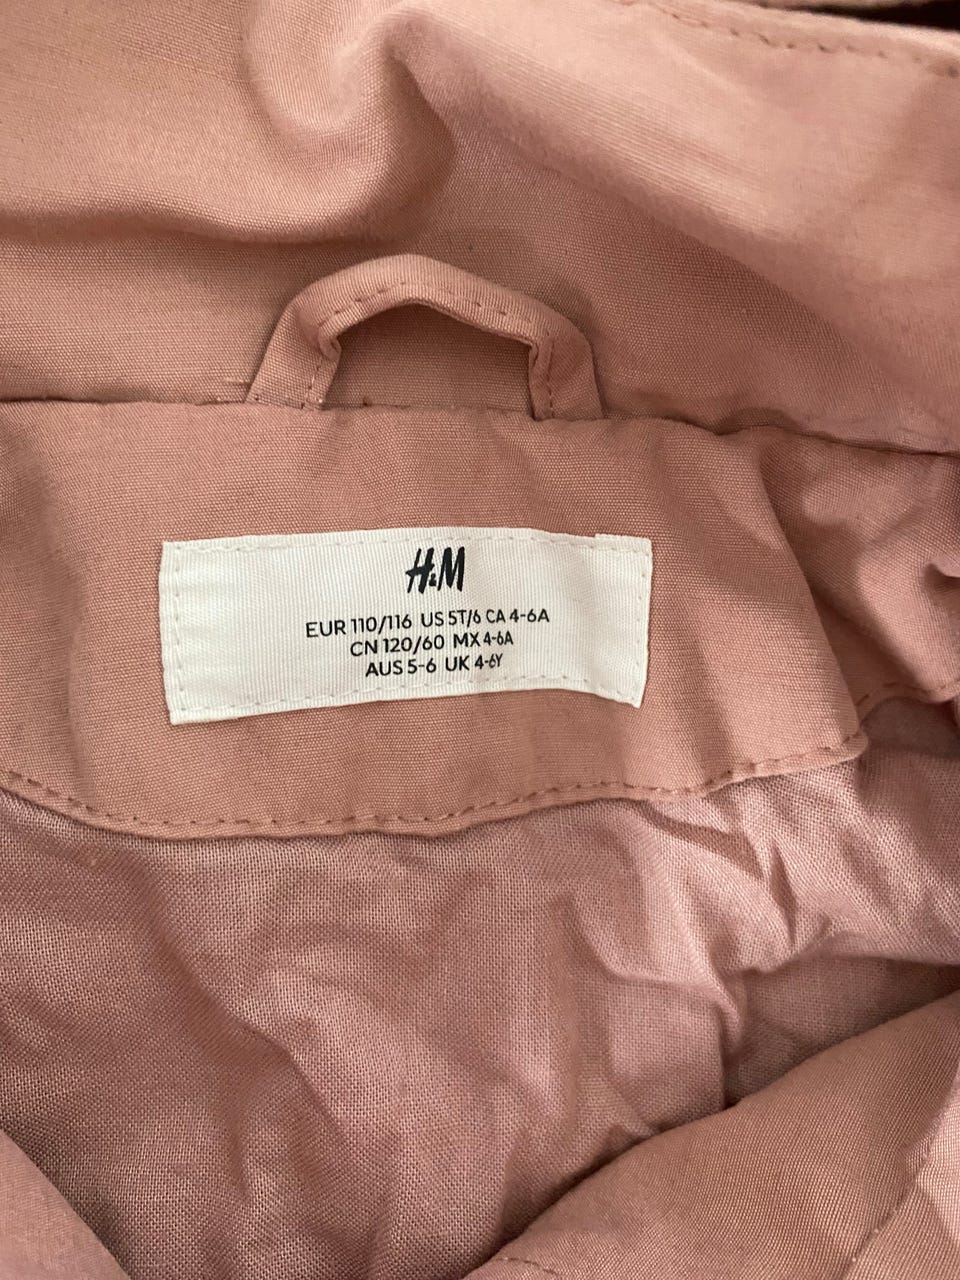 H&M
EUR 110/116 US 5T/6 CA 4-6A
CN 120/60 MX 4-6A
AUS 5-6 UK 4-6Y